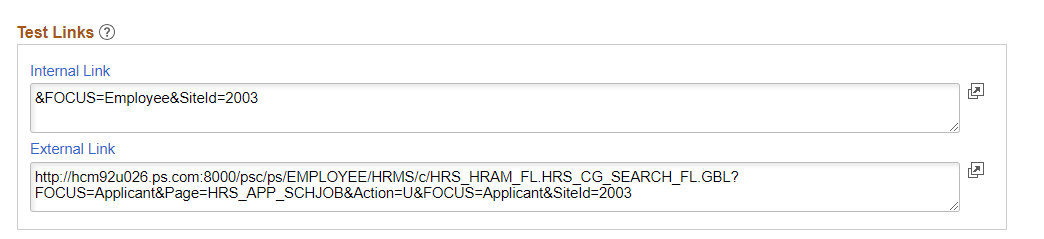 Test Links
Internal Link
&FOCUS=Employee&SiteId=2003
External Link
http://hcm92u026.ps.com:8000/psc/ps/EMPLOYEE/HRMS/c/HRS_HRAM_FL.HRS_CG_SEARCH_FL.GBL?
FOCUS=Applicant&Page=HRS_APP_SCHJOB&Action=U&FOCUS=Applicant&SiteId=2003